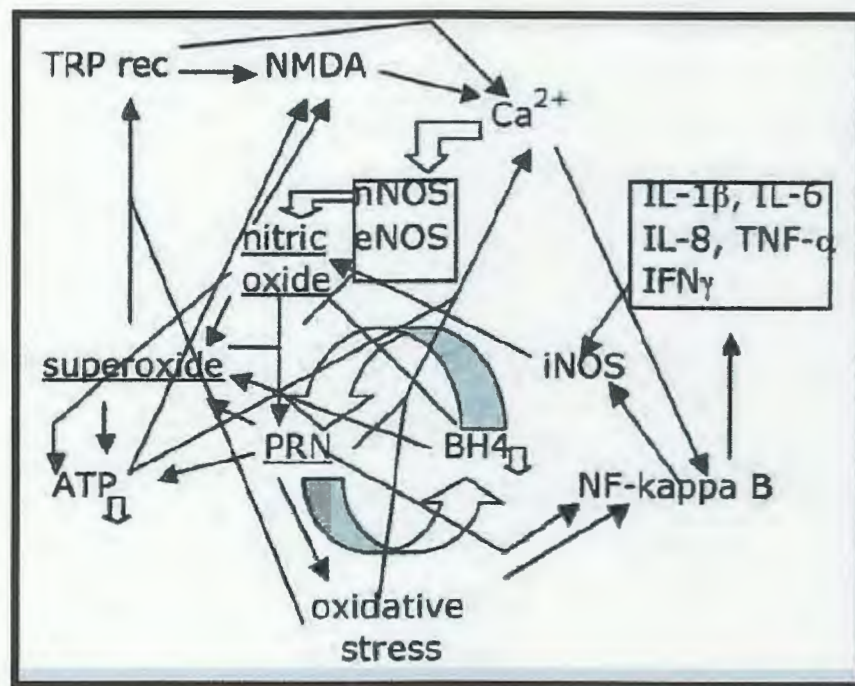 TRP rec NMDA
Ca²⁺
nNOS
eNOS
nitric
oxide
IL-1β, IL-6
IL-8, TNF-α
IFNγ
superoxide
iNOS
PRN
BH4
ATP
NF-kappa B
oxidative
stress